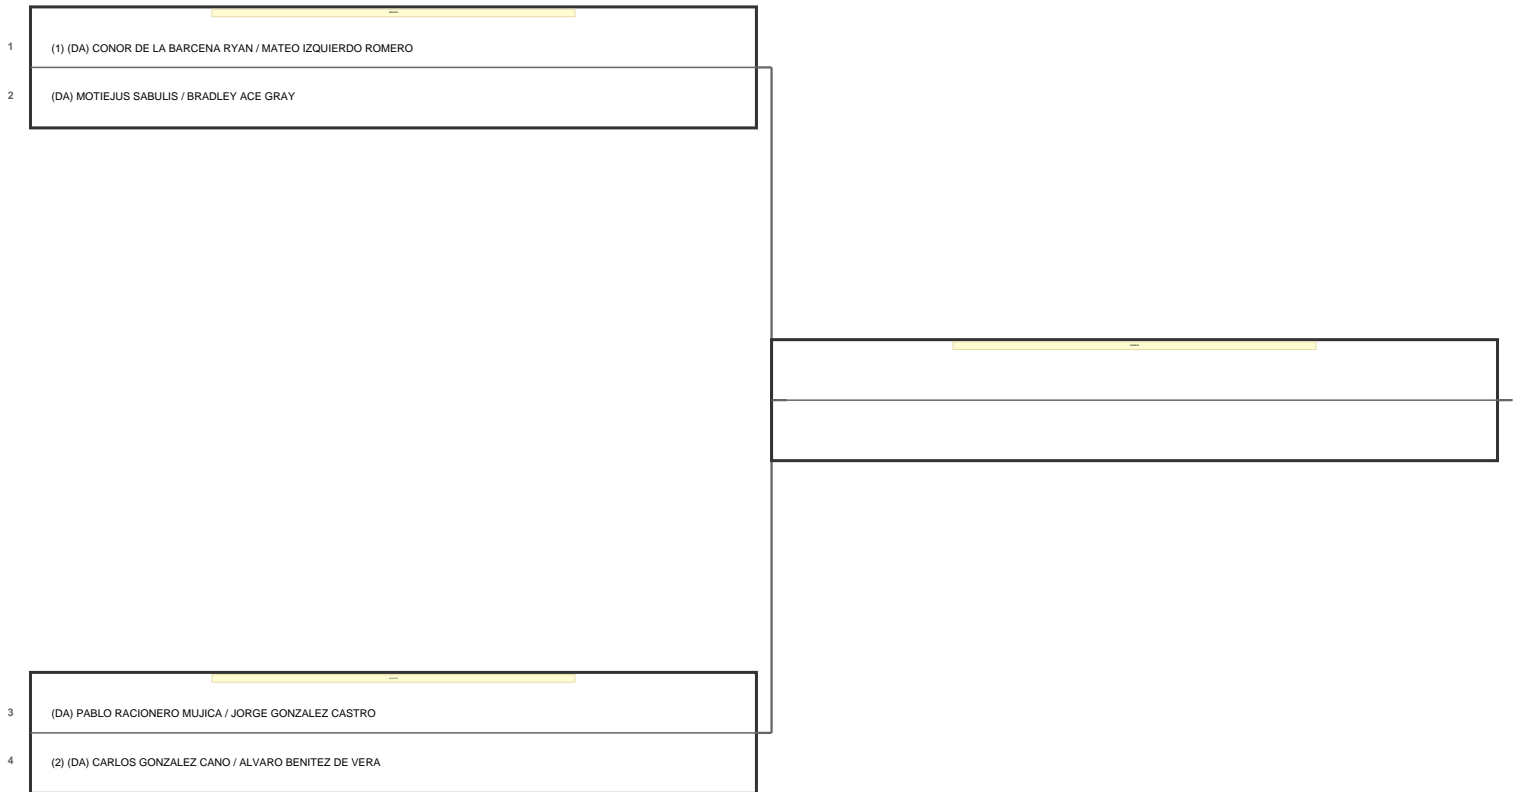 1 (1) (DA) CONOR DE LA BARCENA RYAN / MATEO IZQUIERDO ROMERO
2 (DA) MOTIEJUS SABULIS / BRADLEY ACE GRAY
3 (DA) PABLO RACIONERO MUJICA / JORGE GONZALEZ CASTRO
4 (2) (DA) CARLOS GONZALEZ CANO / ALVARO BENITEZ DE VERA